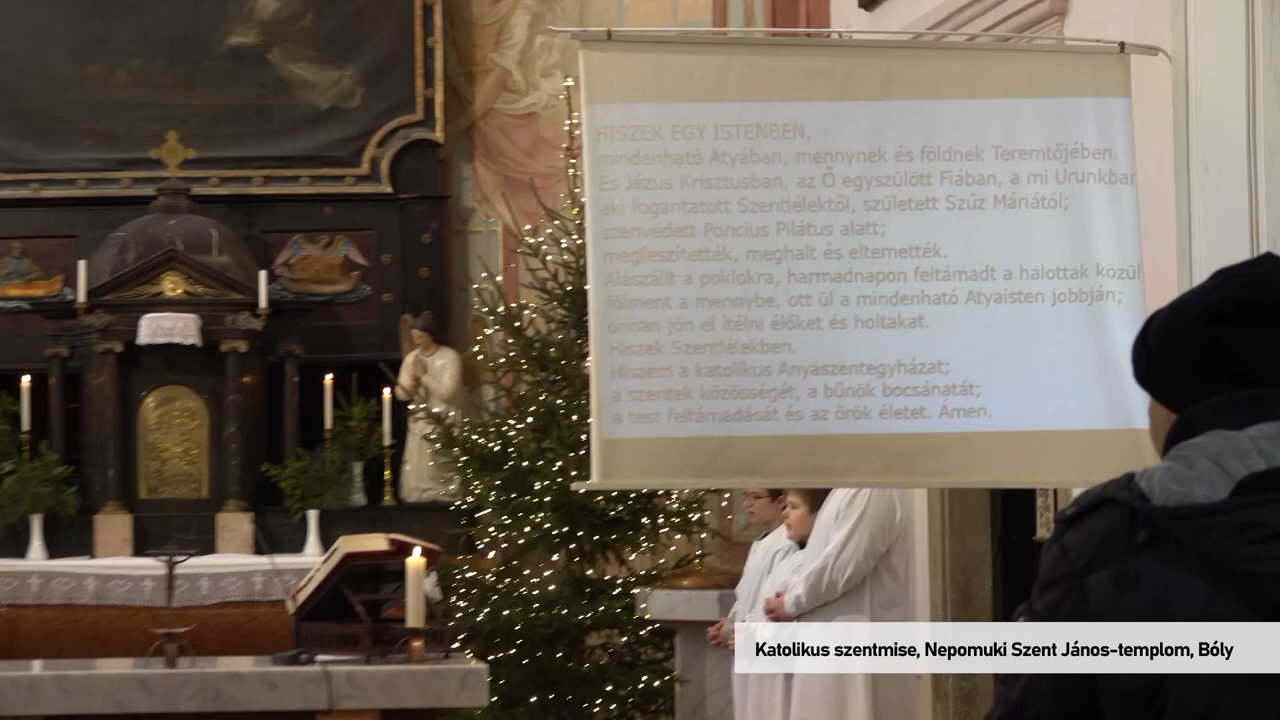 HISZEK EGY ISTENBEN,
mindenható Atyában, mennynek és földnek Teremtőjében.
És Jézus Krisztusban, az Ő egyszülött Fiában, a mi Urunkban
aki fogantatott Szentlélektől, született Szűz Máriától;
szenvedett Poncius Pilátus alatt;
megfeszítették, meghalt és eltemették.
Alászállt a poklokra, harmadnapon feltámadt a halottak közül
fölment a mennybe, ott ül a mindenható Atyaisten jobbján;
onnan jön el ítélni élőket és holtakat.
Hiszek Szentlélekben.
Hiszem a katolikus Anyaszentegyházat;
a szentek közösségét, a bűnök bocsánatát;
a test feltámadását és az örök életet. Ámen.
Katolikus szentmise, Nepomuki Szent János-templom, Bóly